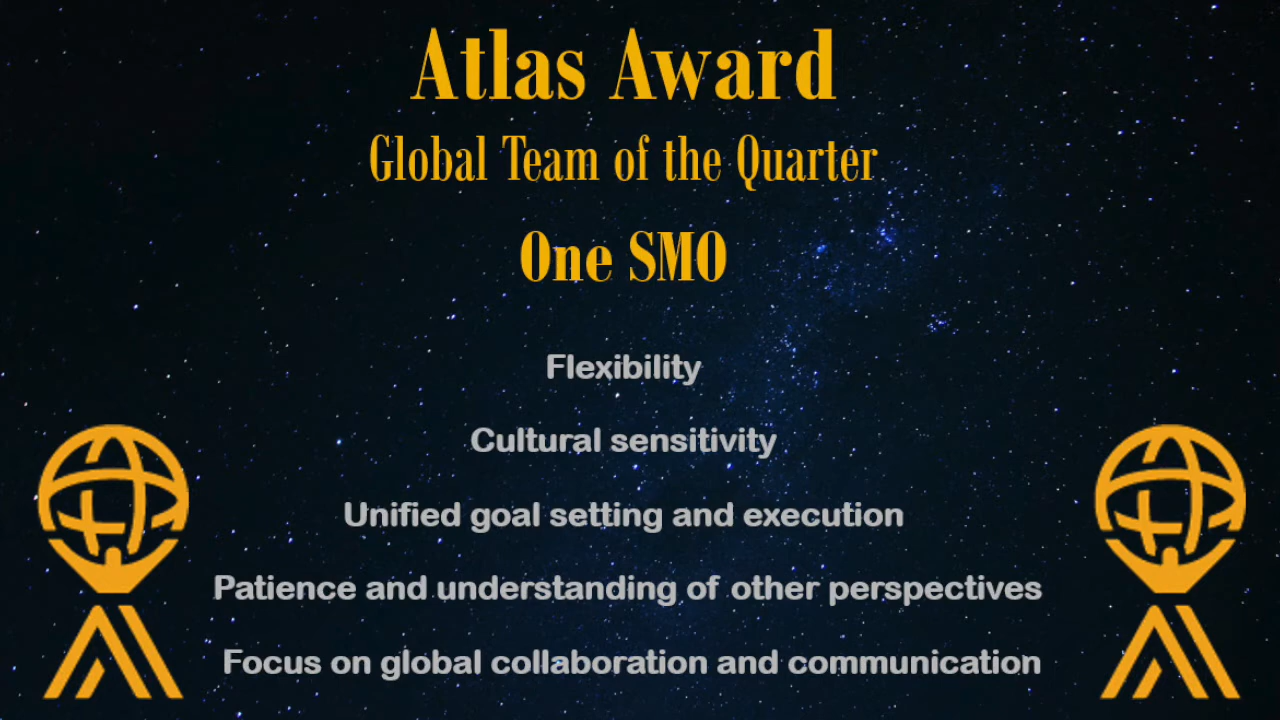 Atlas Award
Global Team of the Quarter
One SMO
Flexibility
Cultural sensitivity
Unified goal setting and execution
Patience and understanding of other perspectives
Focus on global collaboration and communication